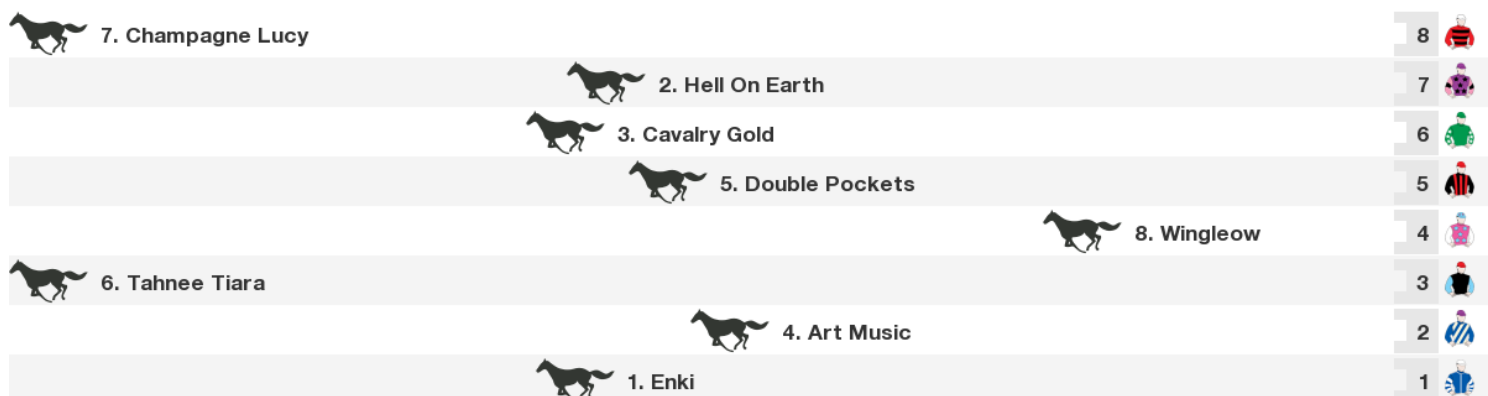 7. Champagne Lucy 8
2. Hell On Earth 7
3. Cavalry Gold 6
5. Double Pockets 5
8. Wingleow 4
6. Tahnee Tiara 3
4. Art Music 2
1. Enki 1